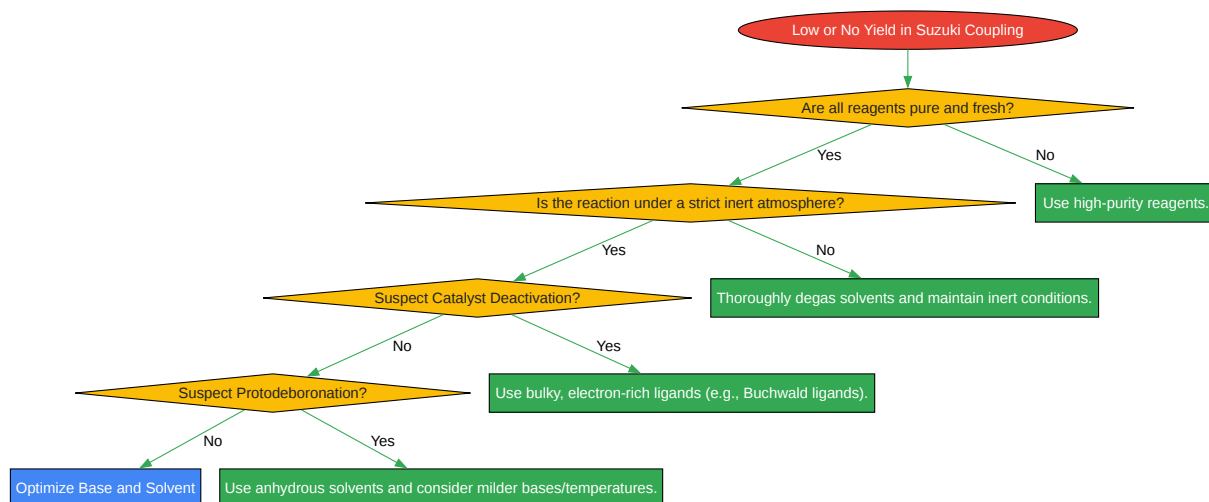 Low or No Yield in Suzuki Coupling
Are all reagents pure and fresh?
Yes
No
Is the reaction under a strict inert atmosphere?
Use high-purity reagents.
Yes
No
Suspect Catalyst Deactivation?
Thoroughly degas solvents and maintain inert conditions.
No
Yes
Suspect Protodeboronation?
Use bulky, electron-rich ligands (e.g., Buchwald ligands).
No
Yes
Optimize Base and Solvent
Use anhydrous solvents and consider milder bases/temperatures.